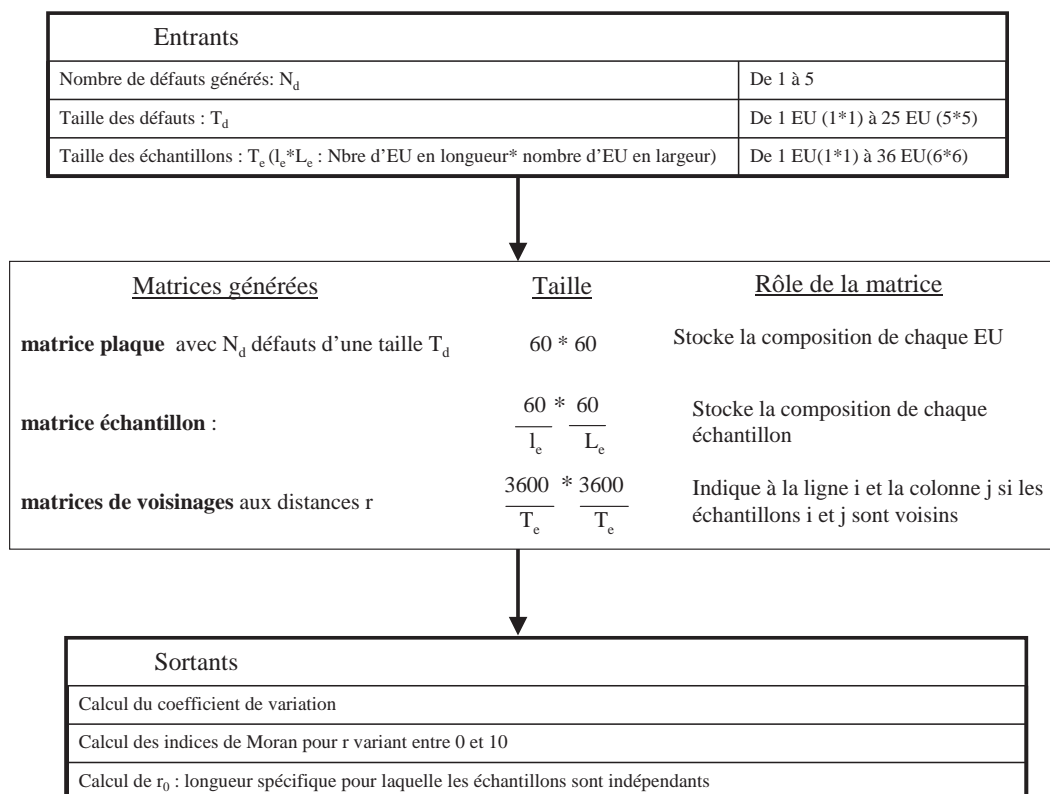 Entrants
Nombre de défauts générés: N_d De 1 à 5
Taille des défauts : T_d De 1 EU (1*1) à 25 EU (5*5)
Taille des échantillons : T_e (l_e*L_e : Nbre d'EU en longueur* nombre d'EU en largeur) De 1 EU(1*1) à 36 EU(6*6)
Matrices générées Taille Rôle de la matrice
matrice plaque avec N_d défauts d'une taille T_d 60 * 60 Stocke la composition de chaque EU
matrice échantillon : 60/l_e * 60/L_e Stocke la composition de chaque
échantillon
matrices de voisinages aux distances r 3600/T_e * 3600/T_e Indique à la ligne i et la colonne j si les
échantillons i et j sont voisins
Sortants
Calcul du coefficient de variation
Calcul des indices de Moran pour r variant entre 0 et 10
Calcul de r_0 : longueur spécifique pour laquelle les échantillons sont indépendants